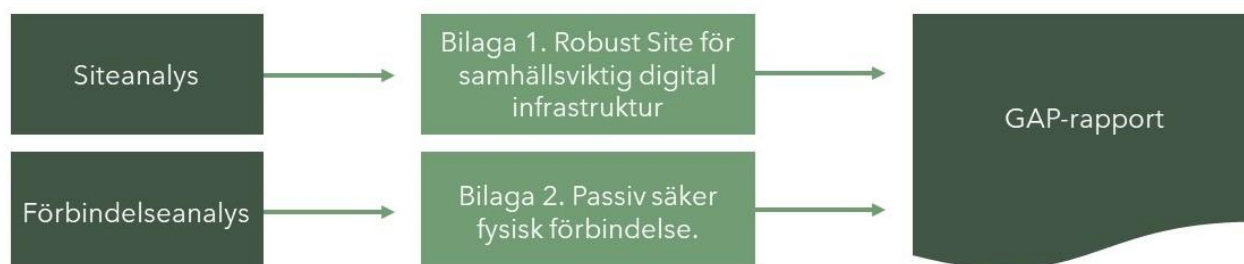 Siteanalys
Bilaga 1. Robust Site för
samhällsviktig digital
infrastruktur
GAP-rapport
Förbindelseanalys
Bilaga 2. Passiv säker
fysisk förbindelse.